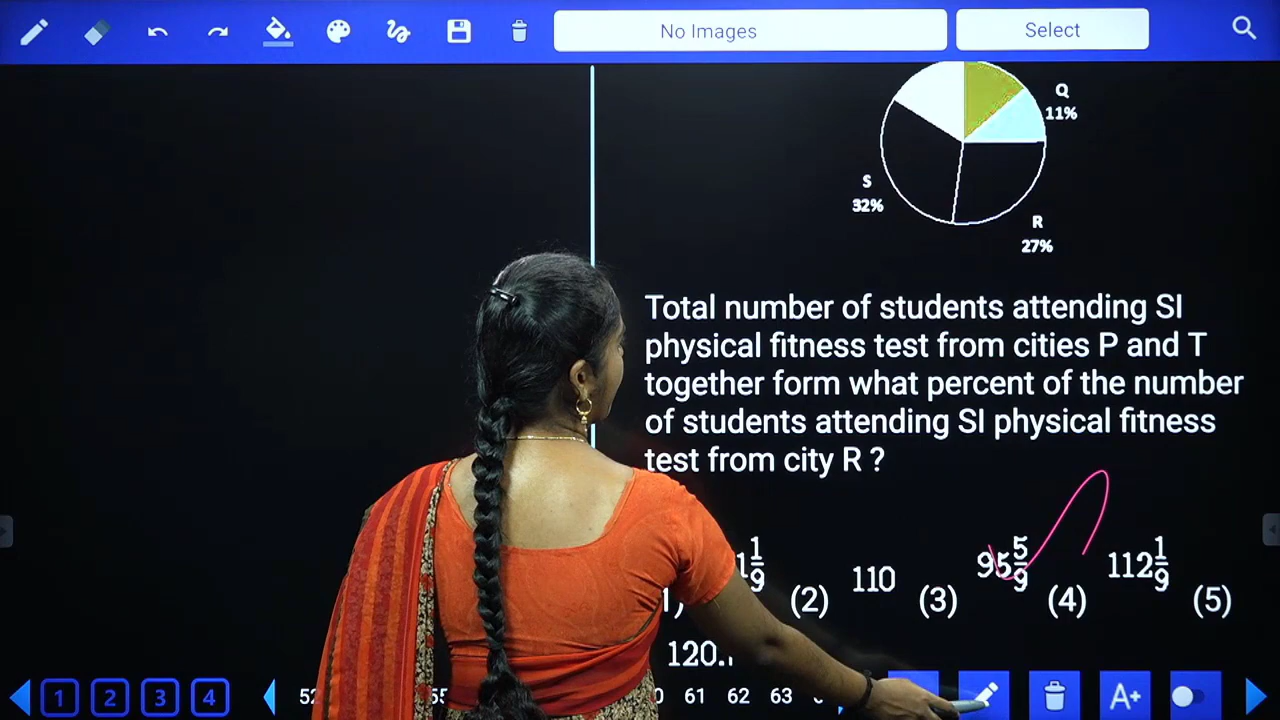 No Images
Select
Q
11%
S
32%
R
27%
Total number of students attending SI
physical fitness test from cities P and T
together form what percent of the number
of students attending SI physical fitness
test from city R ?
1/9 (2) 110 (3) 95 5/9 (4) 112 1/9 (5)
120.
1 2 3 4 61 62 63 A+